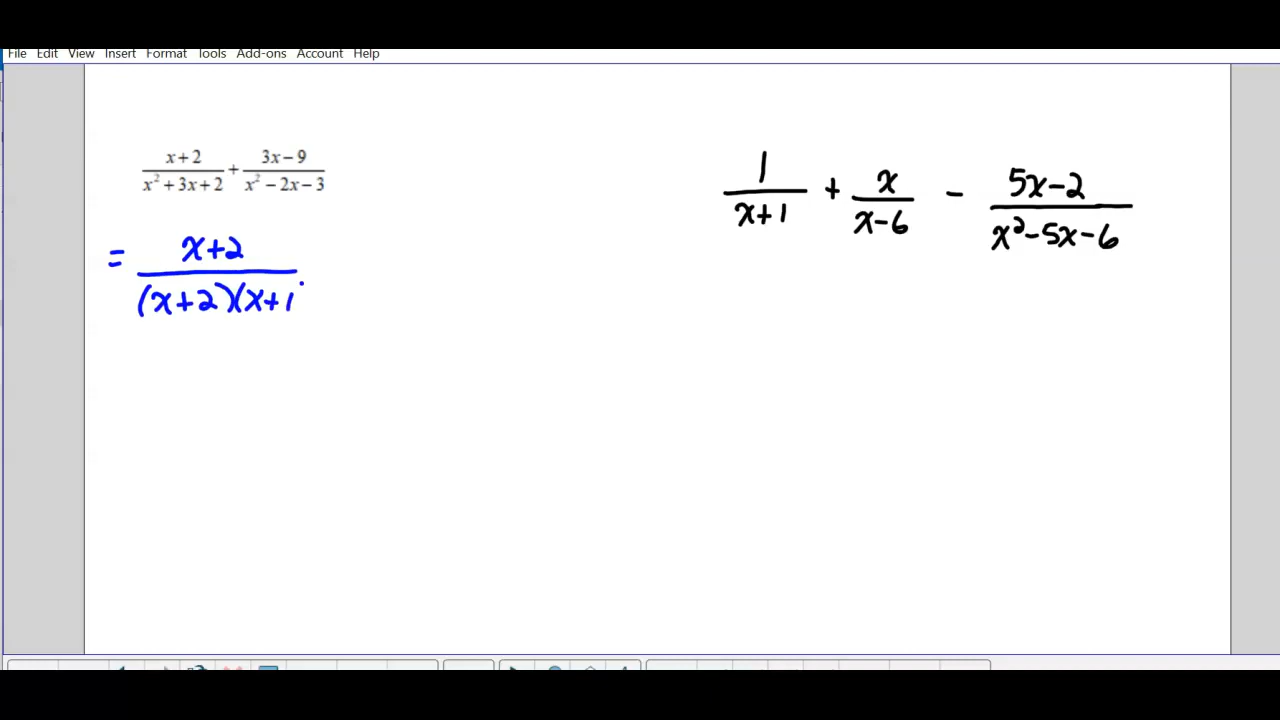 File Edit View Insert Format Tools Add-ons Account Help
x+2 / x² + 3x + 2 + 3x − 9 / x² − 2x − 3
= x+2 / (x+2)(x+1
1 / x+1 + x / x−6 − 5x−2 / x²−5x−6